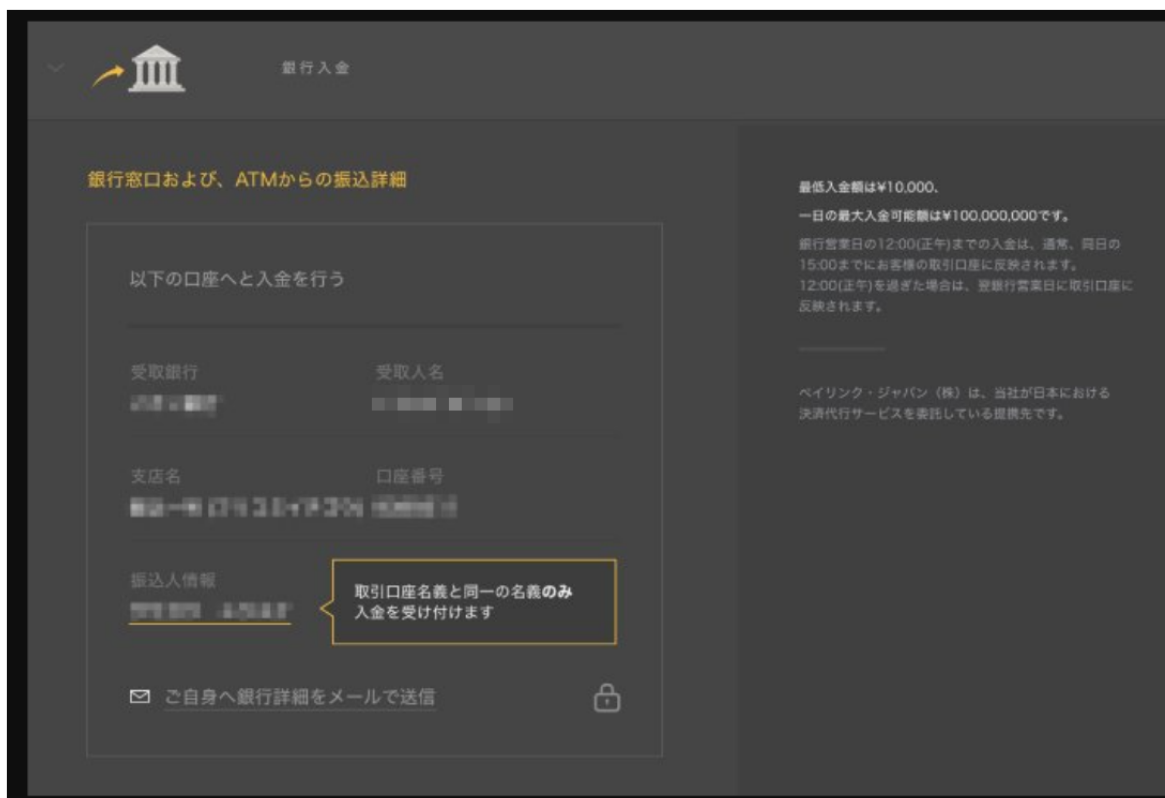 銀行入金
銀行窓口および、ATMからの振込詳細
以下の口座へと入金を行う
受取銀行
受取人名
支店名
口座番号
振込人情報
取引口座名義と同一の名義のみ
入金を受け付けます
ご自身へ銀行詳細をメールで送信
最低入金額は¥10,000、
一日の最大入金可能額は¥100,000,000です。
銀行営業日の12:00(正午)までの入金は、通常、同日の
15:00までにお客様の取引口座に反映されます。
12:00(正午)を過ぎた場合は、翌銀行営業日に取引口座に
反映されます。
ペイリンク・ジャパン（株）は、当社が日本における
決済代行サービスを委託している提携先です。